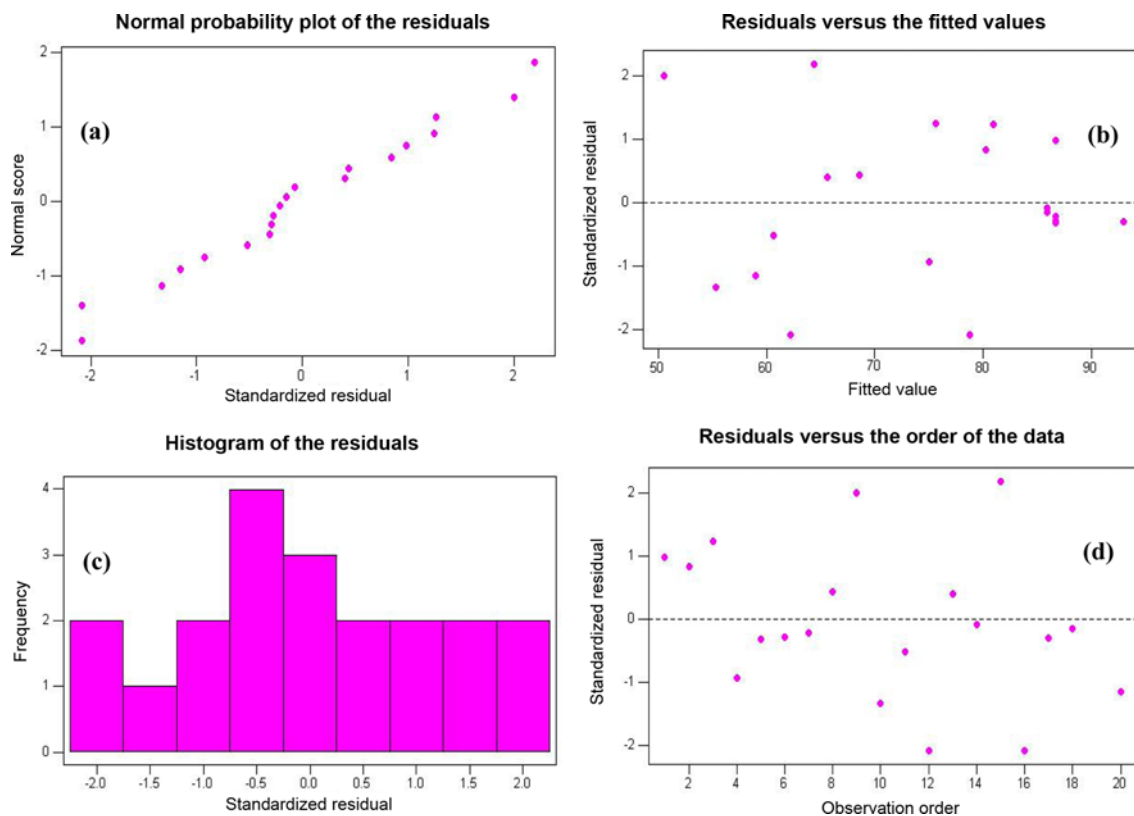 Normal probability plot of the residuals
2
1
0
-1
-2
Normal score
(a)
-2 -1 0 1 2
Standardized residual
Residuals versus the fitted values
2
1
0
-1
-2
Standardized residual
(b)
50 60 70 80 90
Fitted value
Histogram of the residuals
4
3
2
1
0
Frequency
(c)
-2.0 -1.5 -1.0 -0.5 0.0 0.5 1.0 1.5 2.0
Standardized residual
Residuals versus the order of the data
2
1
0
-1
-2
Standardized residual
(d)
2 4 6 8 10 12 14 16 18 20
Observation order